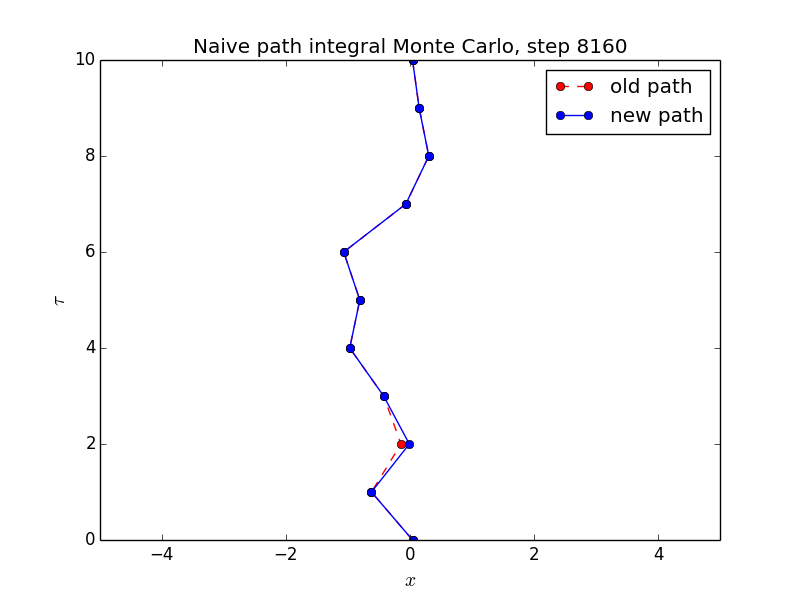 Naive path integral Monte Carlo, step 8160
10
old path
new path
8
6
τ
4
2
0
−4
−2
0
2
4
x